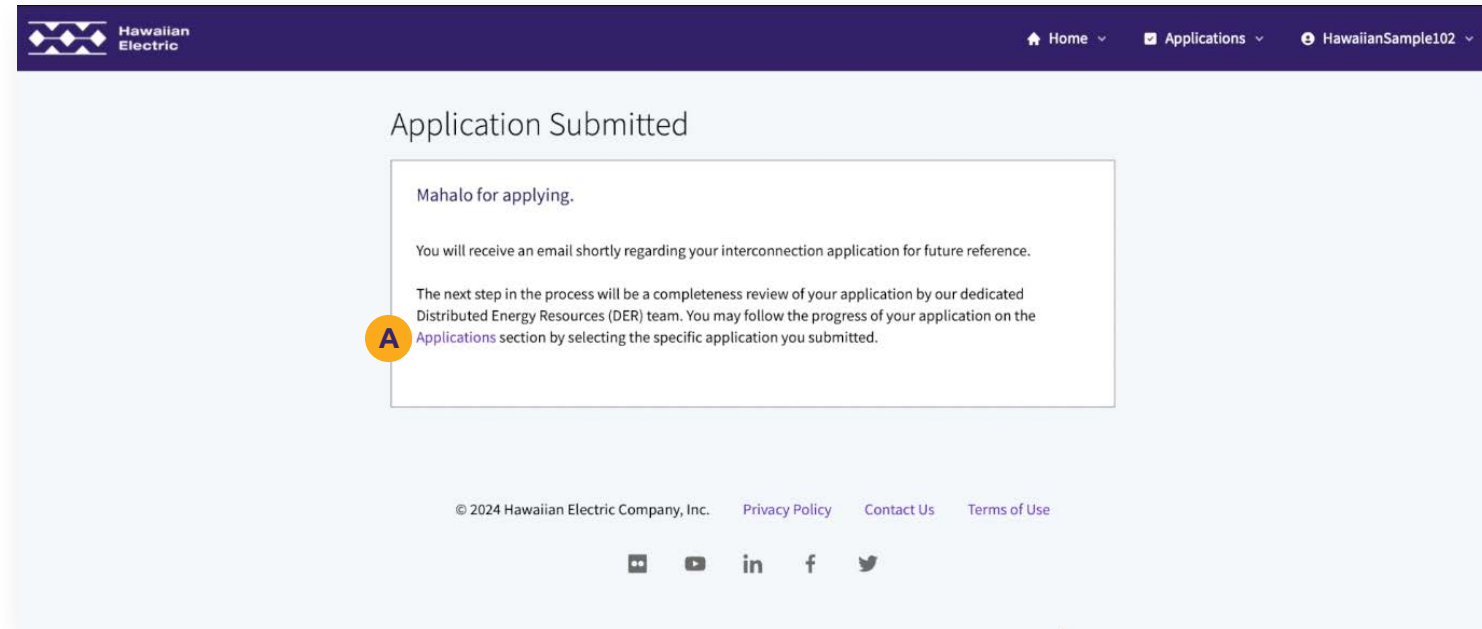 Hawaiian
Electric
Home
Applications
HawaiianSample102
Application Submitted
Mahalo for applying.
You will receive an email shortly regarding your interconnection application for future reference.
The next step in the process will be a completeness review of your application by our dedicated
Distributed Energy Resources (DER) team. You may follow the progress of your application on the
A
Applications section by selecting the specific application you submitted.
© 2024 Hawaiian Electric Company, Inc. Privacy Policy Contact Us Terms of Use